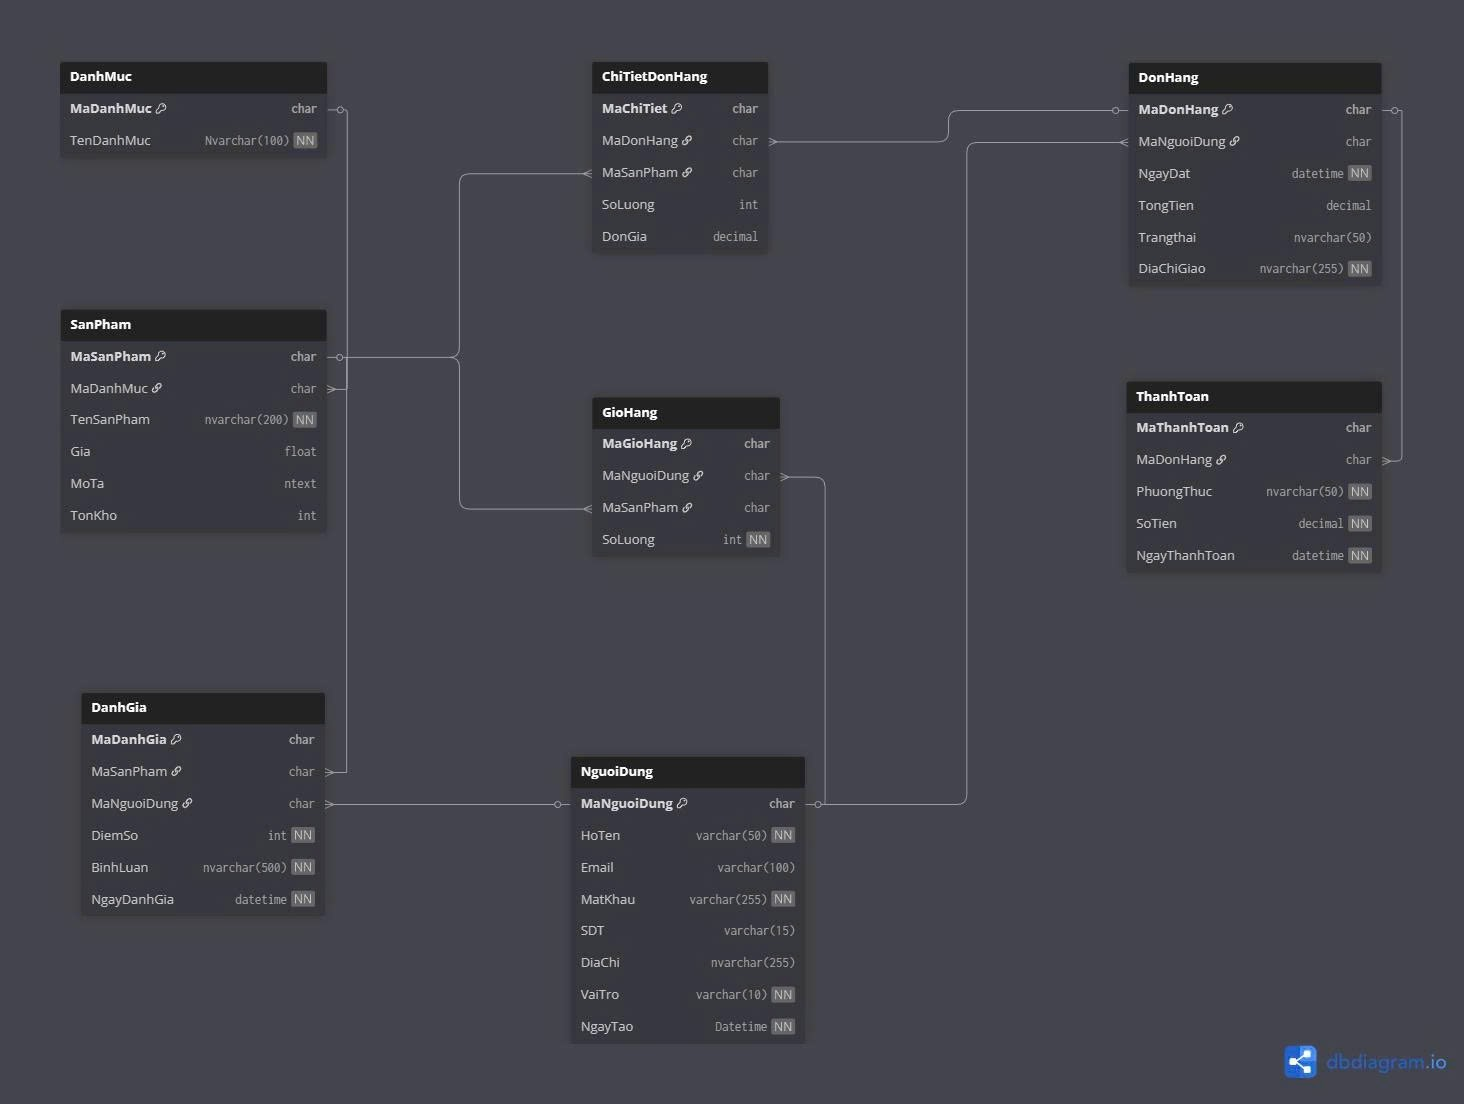 DanhMuc
MaDanhMuc char
TenDanhMuc Nvarchar(100) NN
SanPham
MaSanPham char
MaDanhMuc char
TenSanPham nvarchar(200) NN
Gia float
MoTa ntext
TonKho int
DanhGia
MaDanhGia char
MaSanPham char
MaNguoiDung char
DiemSo int NN
BinhLuan nvarchar(500) NN
NgayDanhGia datetime NN
ChiTietDonHang
MaChiTiet char
MaDonHang char
MaSanPham char
SoLuong int
DonGia decimal
GioHang
MaGioHang char
MaNguoiDung char
MaSanPham char
SoLuong int NN
NguoiDung
MaNguoiDung char
HoTen varchar(50) NN
Email varchar(100)
MatKhau varchar(255) NN
SDT varchar(15)
DiaChi nvarchar(255)
VaiTro varchar(10) NN
NgayTao Datetime NN
DonHang
MaDonHang char
MaNguoiDung char
NgayDat datetime NN
TongTien decimal
Trangthai nvarchar(50)
DiaChiGiao nvarchar(255) NN
ThanhToan
MaThanhToan char
MaDonHang char
PhuongThuc nvarchar(50) NN
SoTien decimal NN
NgayThanhToan datetime NN
dbdiagram.io